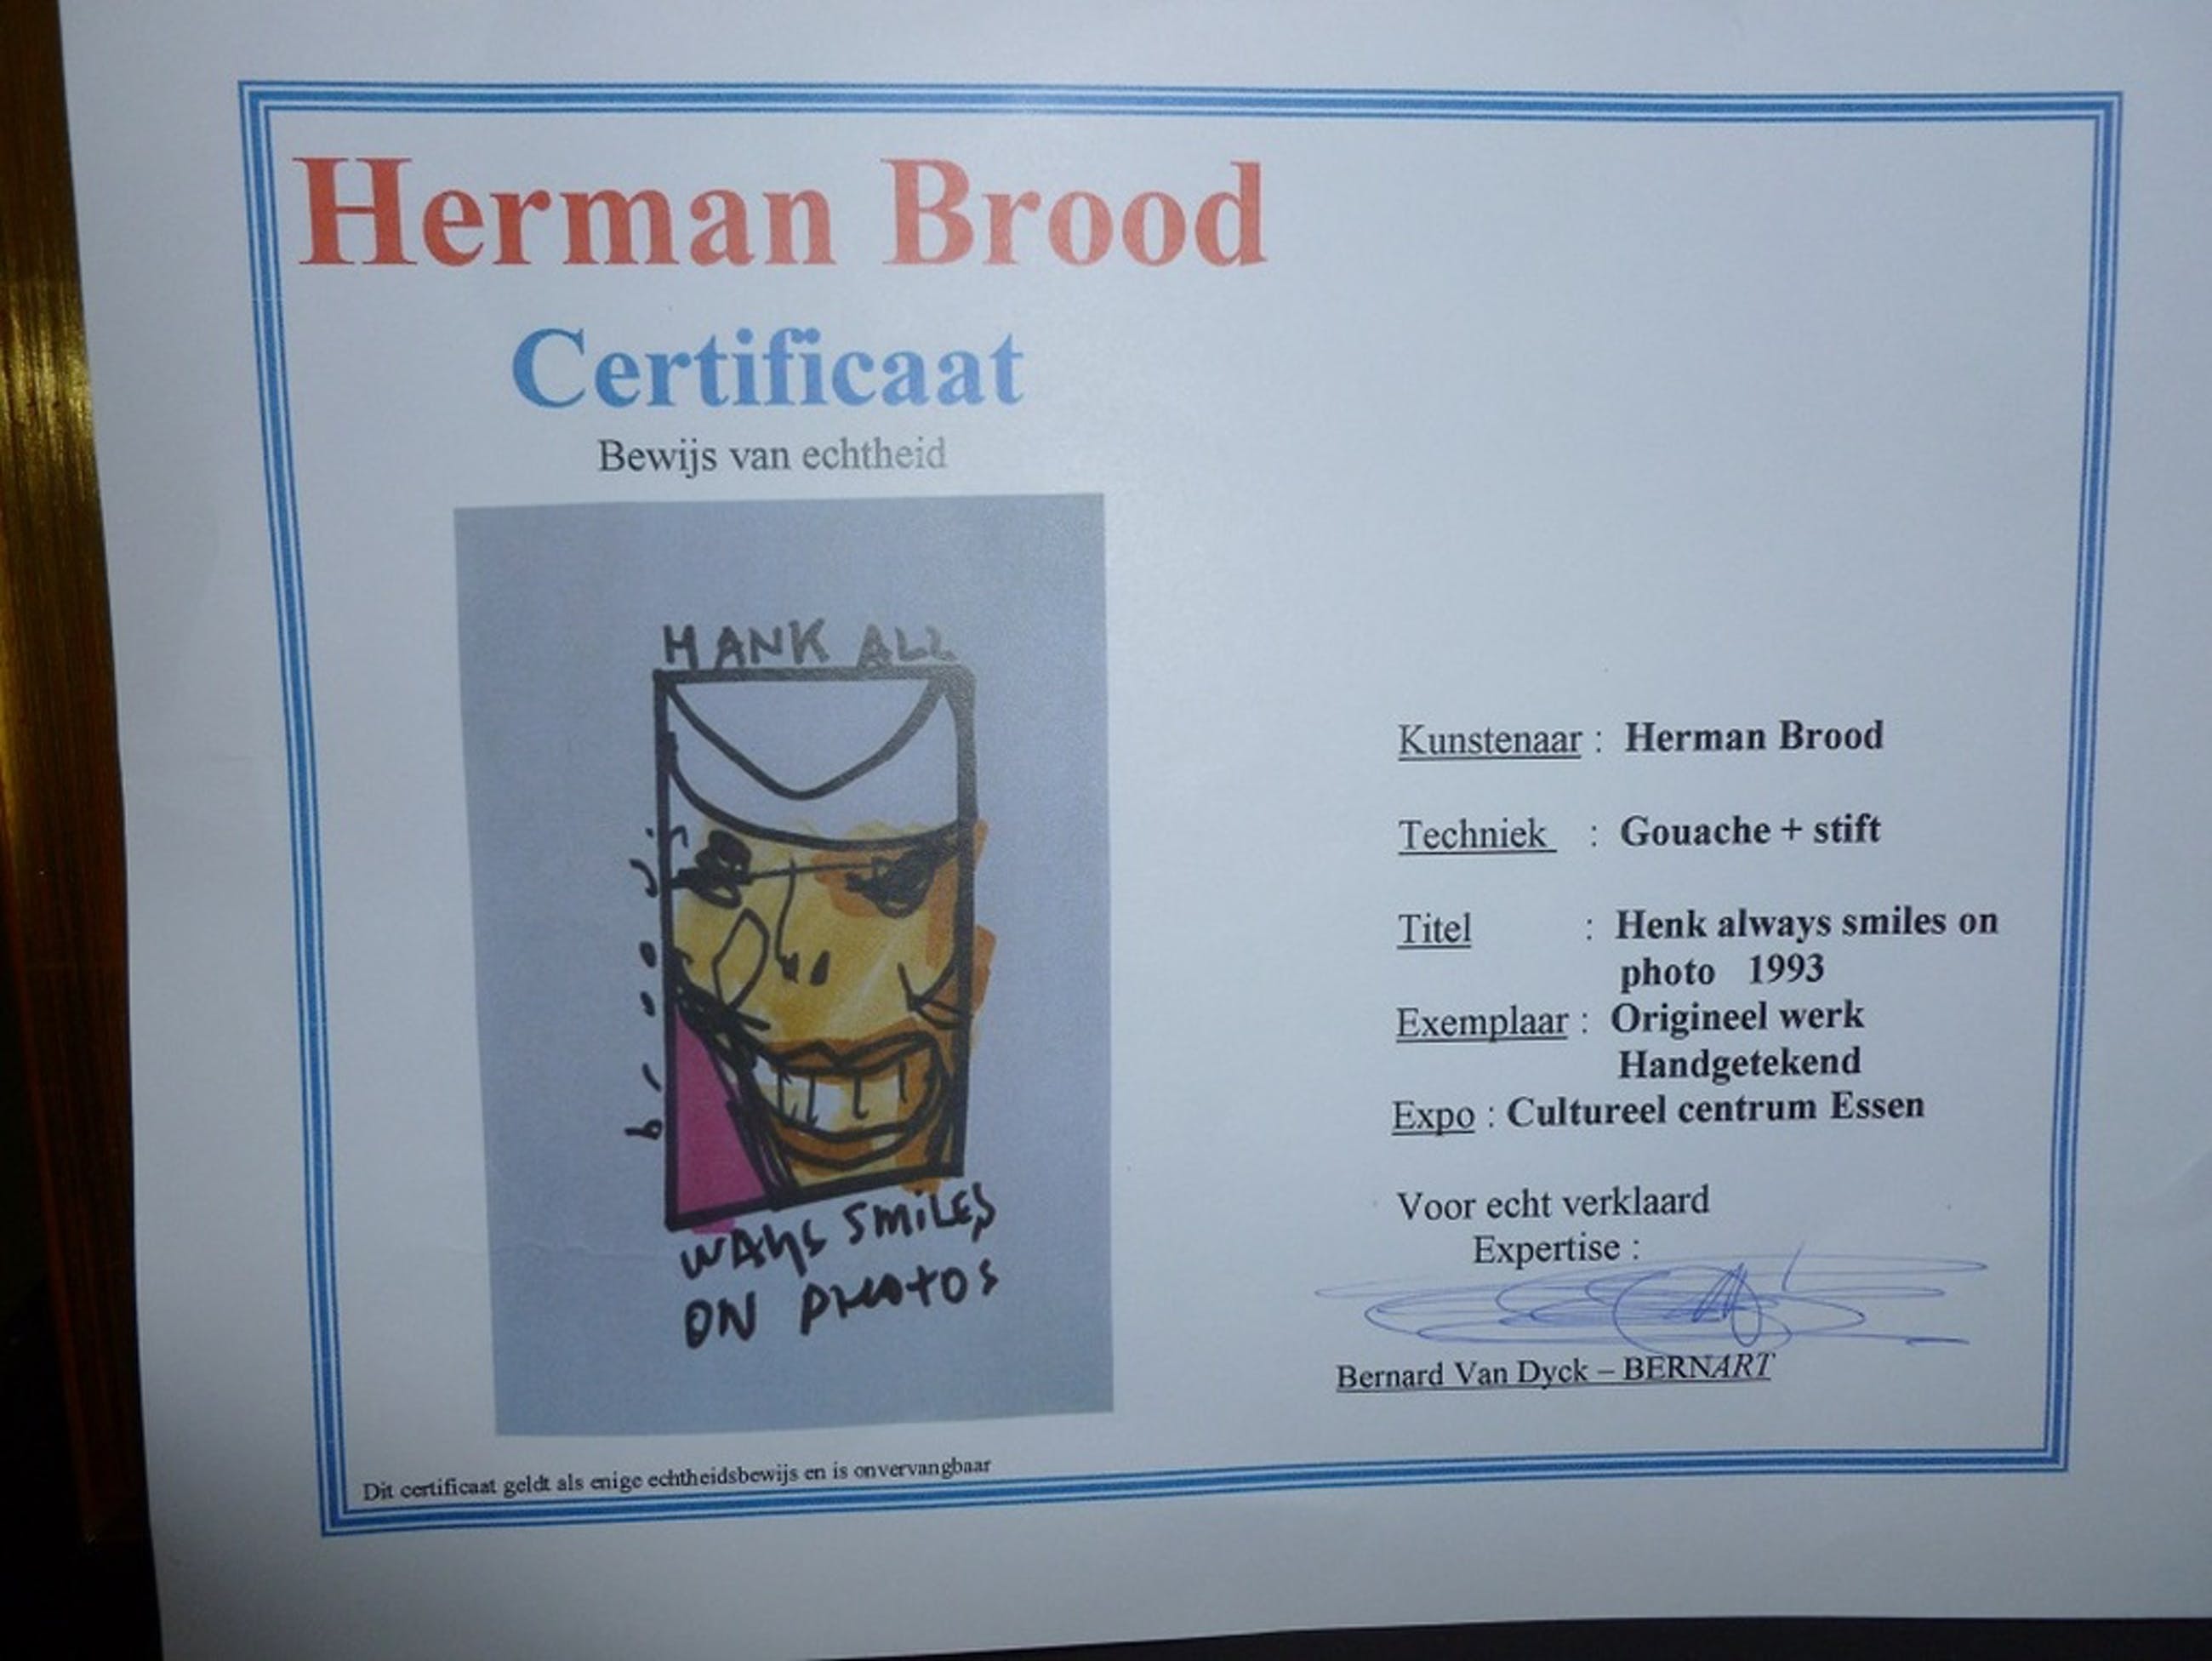 Herman Brood
Certificaat
Bewijs van echtheid
HANK ALL
WAYS SMILES
ON PHOTOS
Kunstenaar : Herman Brood
Techniek : Gouache + stift
Titel : Henk always smiles on
photo 1993
Exemplaar : Origineel werk
Handgetekend
Expo : Cultureel centrum Essen
Voor echt verklaard
Expertise :
Bernard Van Dyck – BERNART
Dit certificaat geldt als enige echtheidsbewijs en is onvervangbaar